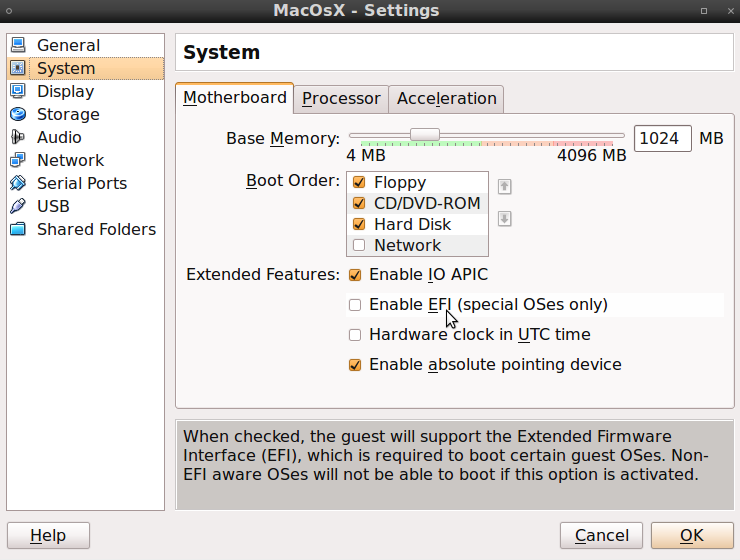 MacOsX - Settings
General
System
Display
Storage
Audio
Network
Serial Ports
USB
Shared Folders
System
Motherboard Processor Acceleration
Base Memory: 1024 MB
4 MB 4096 MB
Boot Order:
Floppy
CD/DVD-ROM
Hard Disk
Network
Extended Features: Enable IO APIC
Enable EFI (special OSes only)
Hardware clock in UTC time
Enable absolute pointing device
When checked, the guest will support the Extended Firmware
Interface (EFI), which is required to boot certain guest OSes. Non-
EFI aware OSes will not be able to boot if this option is activated.
Help Cancel OK